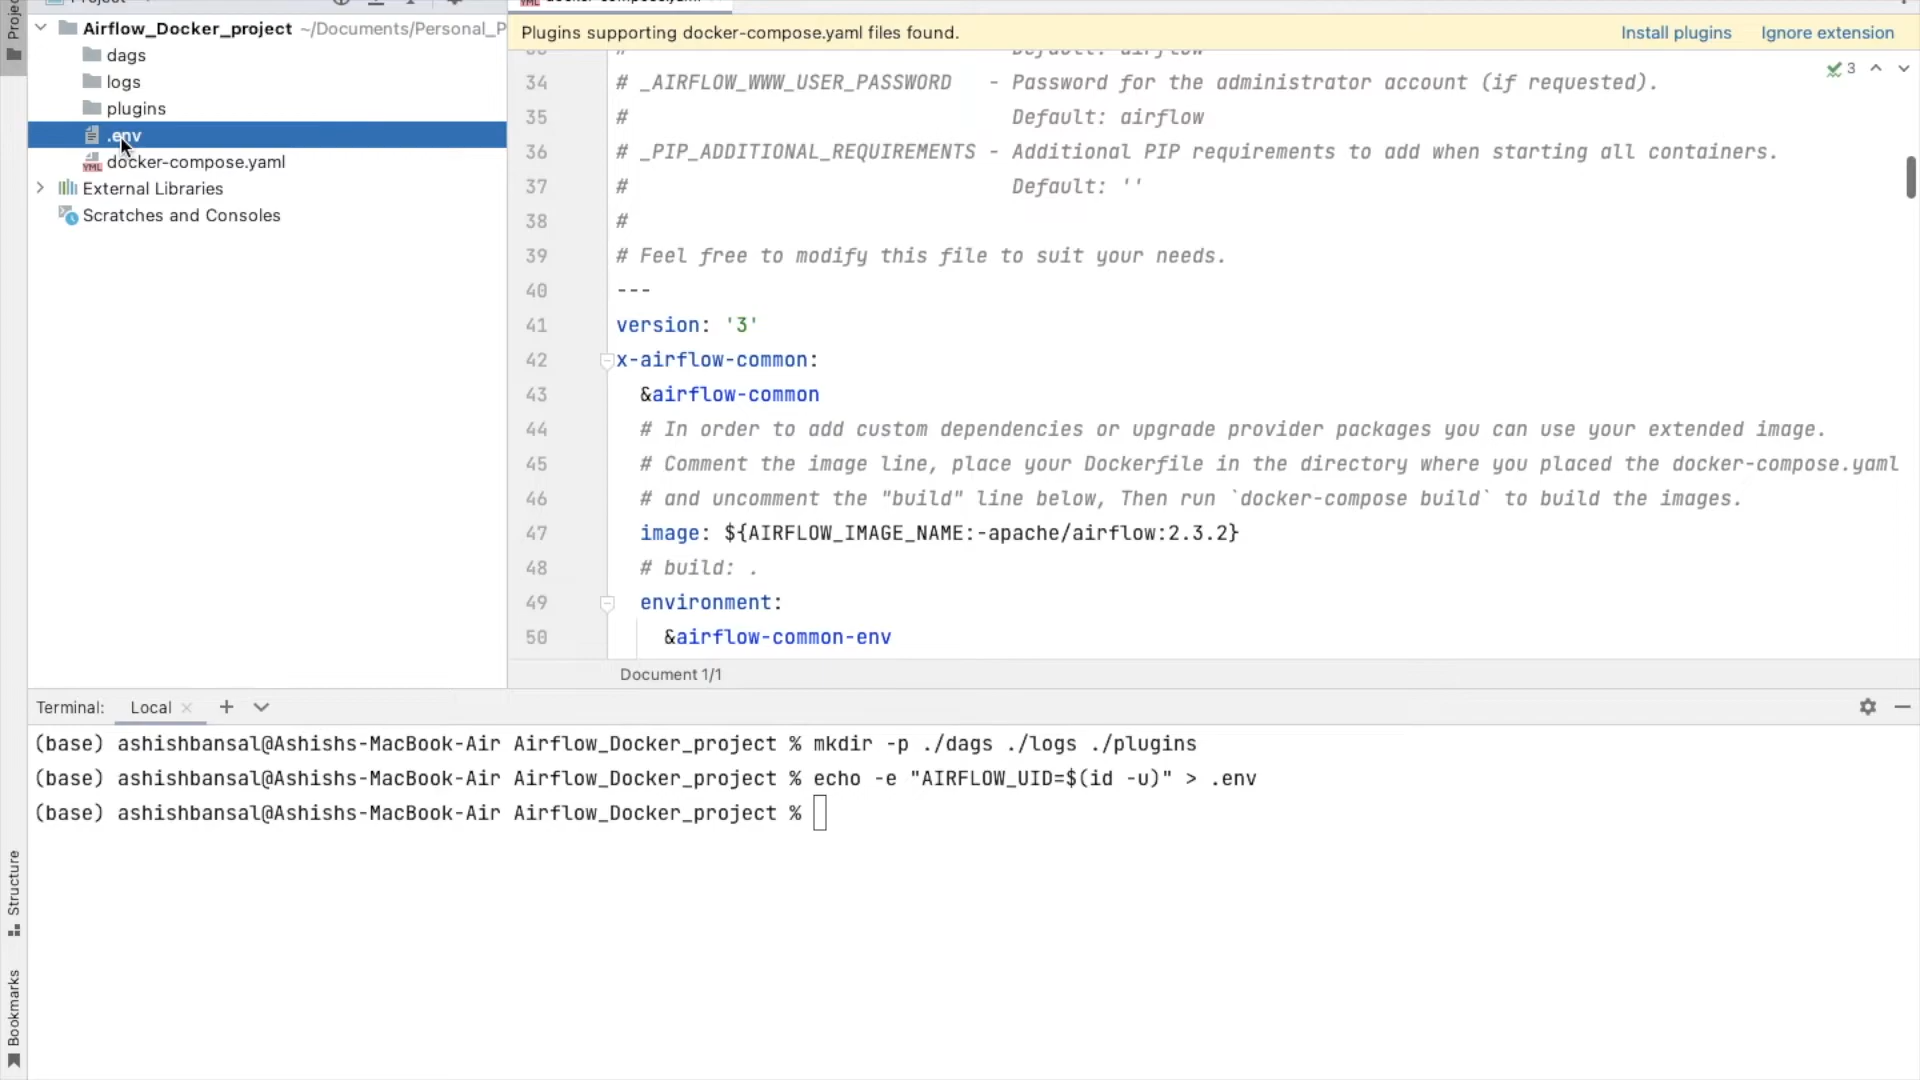 Project
Airflow_Docker_project ~/Documents/Personal_P
dags
logs
plugins
.env
docker-compose.yaml
External Libraries
Scratches and Consoles
docker-compose.yaml
Plugins supporting docker-compose.yaml files found. Install plugins Ignore extension
3
# Default: airflow
34 # _AIRFLOW_WWW_USER_PASSWORD - Password for the administrator account (if requested).
35 # Default: airflow
36 # _PIP_ADDITIONAL_REQUIREMENTS - Additional PIP requirements to add when starting all containers.
37 # Default: ''
38 #
39 # Feel free to modify this file to suit your needs.
40 ---
41 version: '3'
42 x-airflow-common:
43 &airflow-common
44 # In order to add custom dependencies or upgrade provider packages you can use your extended image.
45 # Comment the image line, place your Dockerfile in the directory where you placed the docker-compose.yaml
46 # and uncomment the "build" line below, Then run `docker-compose build` to build the images.
47 image: ${AIRFLOW_IMAGE_NAME:-apache/airflow:2.3.2}
48 # build: .
49 environment:
50 &airflow-common-env
Document 1/1
Terminal: Local
(base) ashishbansal@Ashishs-MacBook-Air Airflow_Docker_project % mkdir -p ./dags ./logs ./plugins
(base) ashishbansal@Ashishs-MacBook-Air Airflow_Docker_project % echo -e "AIRFLOW_UID=$(id -u)" > .env
(base) ashishbansal@Ashishs-MacBook-Air Airflow_Docker_project %
Structure
Bookmarks